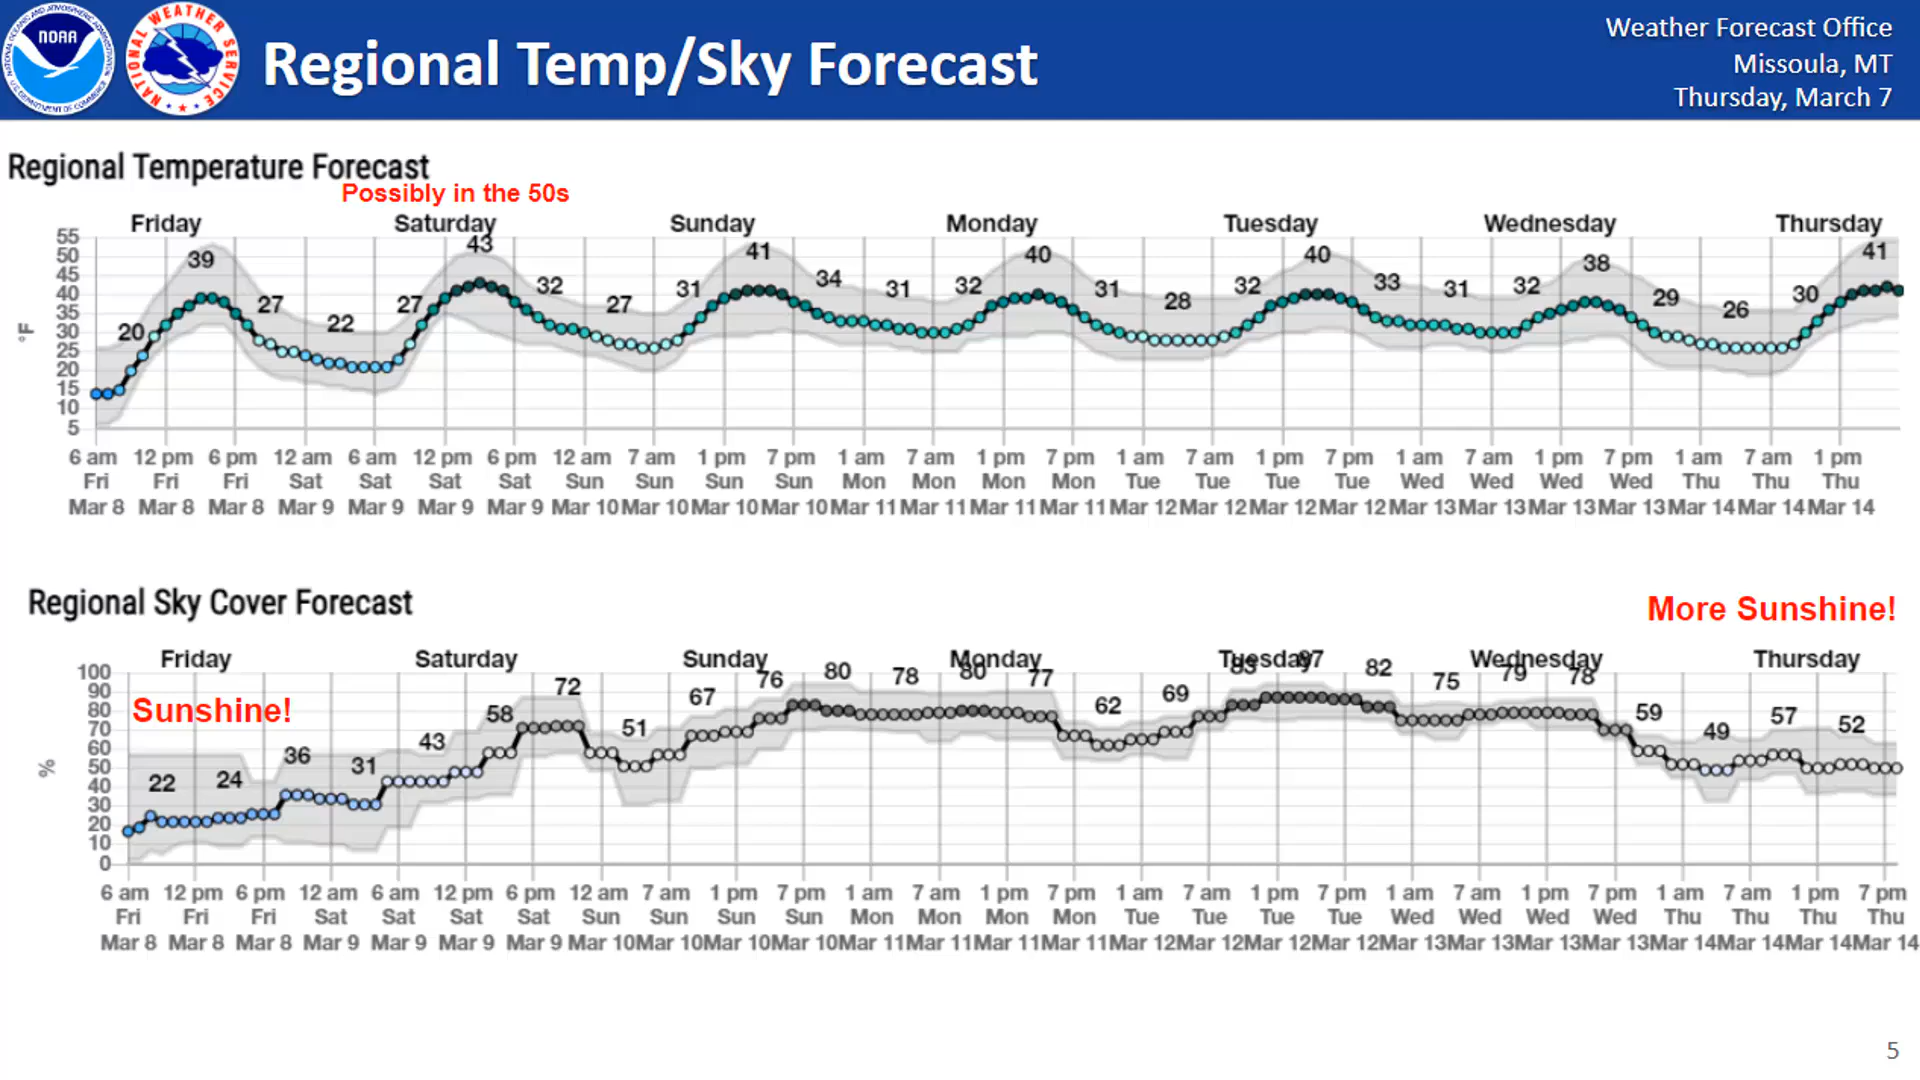 NOAA
NATIONAL OCEANIC AND ATMOSPHERIC ADMINISTRATION
U.S. DEPARTMENT OF COMMERCE
NATIONAL WEATHER SERVICE
Regional Temp/Sky Forecast
Weather Forecast Office
Missoula, MT
Thursday, March 7
Regional Temperature Forecast
Possibly in the 50s
Friday Saturday Sunday Monday Tuesday Wednesday Thursday
55 50 45 40 35 30 25 20 15 10 5
°F
20 39 27 22 27 43 32 27 31 41 34 31 32 40 31 28 32 40 33 31 32 38 29 26 30 41
6 am 12 pm 6 pm 12 am 6 am 12 pm 6 pm 12 am 7 am 1 pm 7 pm 1 am 7 am 1 pm 7 pm 1 am 7 am 1 pm 7 pm 1 am 7 am 1 pm 7 pm 1 am 7 am 1 pm
Fri Fri Fri Sat Sat Sat Sat Sun Sun Sun Sun Mon Mon Mon Mon Tue Tue Tue Tue Wed Wed Wed Wed Thu Thu Thu
Mar 8 Mar 8 Mar 8 Mar 9 Mar 9 Mar 9 Mar 9 Mar 10 Mar 10 Mar 10 Mar 10 Mar 11 Mar 11 Mar 11 Mar 11 Mar 12 Mar 12 Mar 12 Mar 12 Mar 13 Mar 13 Mar 13 Mar 13 Mar 14 Mar 14 Mar 14
Regional Sky Cover Forecast
More Sunshine!
Friday Saturday Sunday Monday Tuesday Wednesday Thursday
Sunshine!
100 90 80 70 60 50 40 30 20 10 0
%
22 24 36 31 43 58 72 51 67 76 80 78 80 77 62 69 83 87 82 75 79 78 59 49 57 52
6 am 12 pm 6 pm 12 am 6 am 12 pm 6 pm 12 am 7 am 1 pm 7 pm 1 am 7 am 1 pm 7 pm 1 am 7 am 1 pm 7 pm 1 am 7 am 1 pm 7 pm 1 am 7 am 1 pm 7 pm
Fri Fri Fri Sat Sat Sat Sat Sun Sun Sun Sun Mon Mon Mon Mon Tue Tue Tue Tue Wed Wed Wed Wed Thu Thu Thu Thu
Mar 8 Mar 8 Mar 8 Mar 9 Mar 9 Mar 9 Mar 9 Mar 10 Mar 10 Mar 10 Mar 10 Mar 11 Mar 11 Mar 11 Mar 11 Mar 12 Mar 12 Mar 12 Mar 12 Mar 13 Mar 13 Mar 13 Mar 13 Mar 14 Mar 14 Mar 14 Mar 14
5